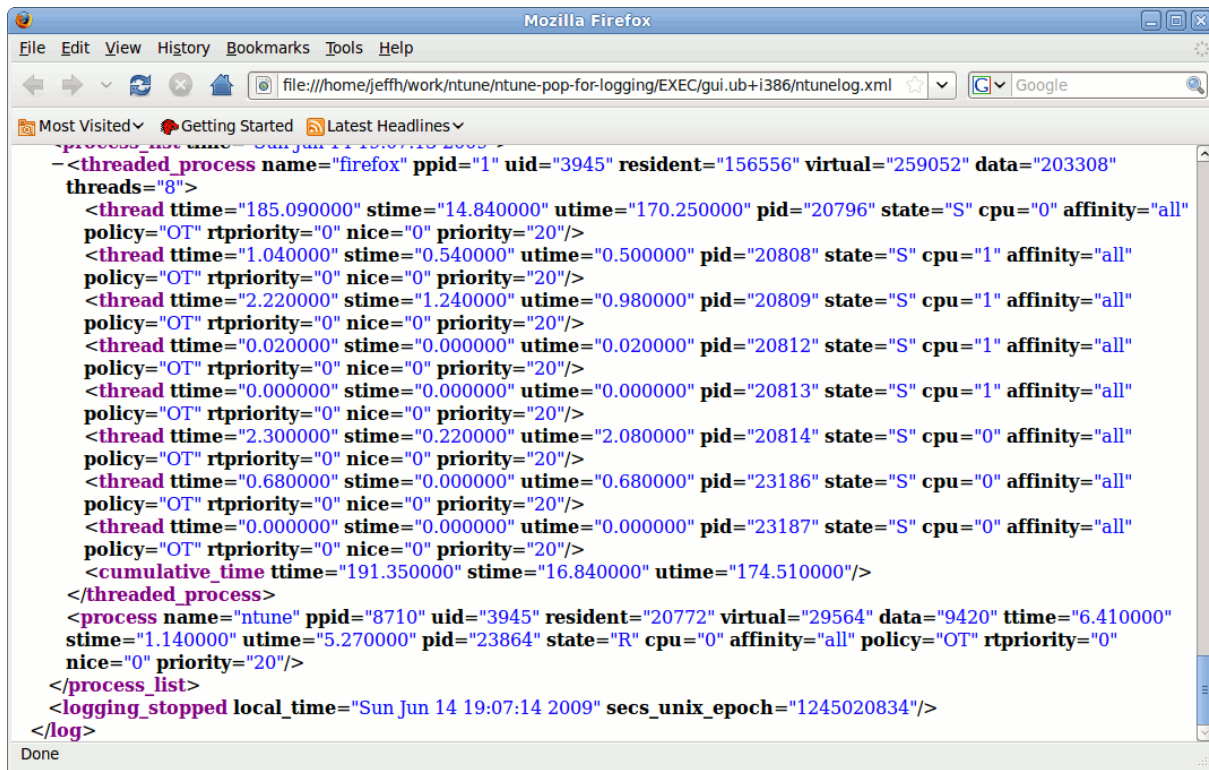 Mozilla Firefox
File Edit View History Bookmarks Tools Help
file:///home/jeffh/work/ntune/ntune-pop-for-logging/EXEC/gui.ub+i386/ntunelog.xml G Google
Most Visited Getting Started Latest Headlines
<process_list time="Sun Jun 14 19:07:13 2009">
−<threaded_process name="firefox" ppid="1" uid="3945" resident="156556" virtual="259052" data="203308"
threads="8">
<thread ttime="185.090000" stime="14.840000" utime="170.250000" pid="20796" state="S" cpu="0" affinity="all"
policy="OT" rtpriority="0" nice="0" priority="20"/>
<thread ttime="1.040000" stime="0.540000" utime="0.500000" pid="20808" state="S" cpu="1" affinity="all"
policy="OT" rtpriority="0" nice="0" priority="20"/>
<thread ttime="2.220000" stime="1.240000" utime="0.980000" pid="20809" state="S" cpu="1" affinity="all"
policy="OT" rtpriority="0" nice="0" priority="20"/>
<thread ttime="0.020000" stime="0.000000" utime="0.020000" pid="20812" state="S" cpu="1" affinity="all"
policy="OT" rtpriority="0" nice="0" priority="20"/>
<thread ttime="0.000000" stime="0.000000" utime="0.000000" pid="20813" state="S" cpu="1" affinity="all"
policy="OT" rtpriority="0" nice="0" priority="20"/>
<thread ttime="2.300000" stime="0.220000" utime="2.080000" pid="20814" state="S" cpu="0" affinity="all"
policy="OT" rtpriority="0" nice="0" priority="20"/>
<thread ttime="0.680000" stime="0.000000" utime="0.680000" pid="23186" state="S" cpu="0" affinity="all"
policy="OT" rtpriority="0" nice="0" priority="20"/>
<thread ttime="0.000000" stime="0.000000" utime="0.000000" pid="23187" state="S" cpu="0" affinity="all"
policy="OT" rtpriority="0" nice="0" priority="20"/>
<cumulative_time ttime="191.350000" stime="16.840000" utime="174.510000"/>
</threaded_process>
<process name="ntune" ppid="8710" uid="3945" resident="20772" virtual="29564" data="9420" ttime="6.410000"
stime="1.140000" utime="5.270000" pid="23864" state="R" cpu="0" affinity="all" policy="OT" rtpriority="0"
nice="0" priority="20"/>
</process_list>
<logging_stopped local_time="Sun Jun 14 19:07:14 2009" secs_unix_epoch="1245020834"/>
</log>
Done